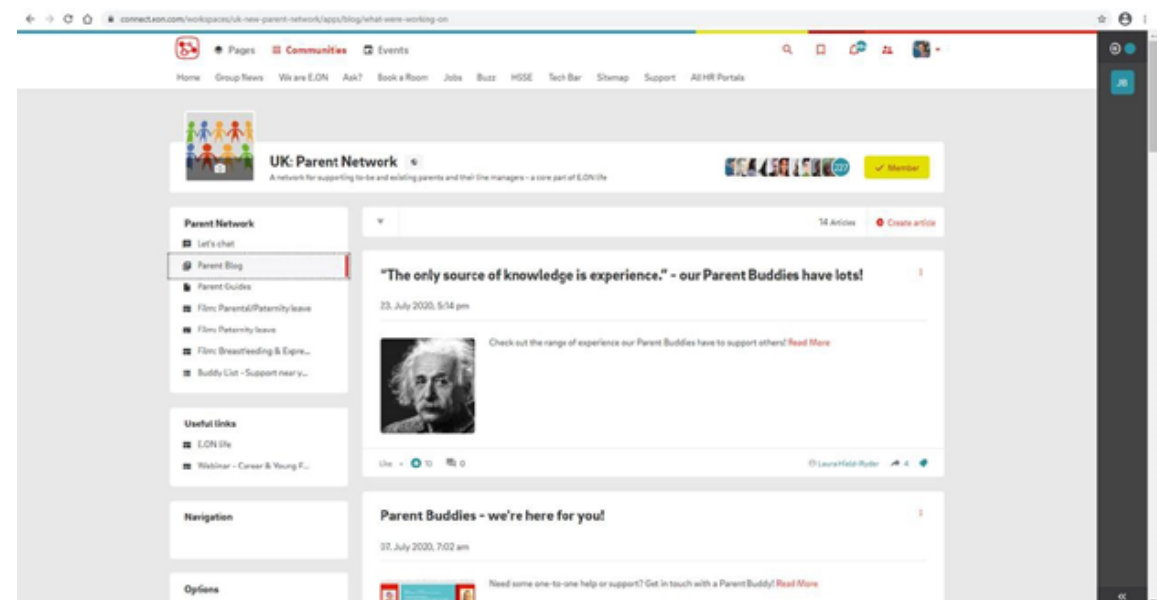 connect.eon.com/workspaces/uk-new-parent-network/apps/blog/what-were-working-on
Pages Communities Events
Home Group News We are E.ON Ask? Book a Room Jobs Buzz HSSE Tech Bar Sitemap Support All HR Portals
JB
UK: Parent Network
A network for supporting to-be and existing parents and their line managers - a core part of E.ON life
227
Member
Parent Network
Let's chat
Parent Blog
Parent Guides
Film: Parental/Paternity leave
Film: Paternity leave
Film: Breastfeeding & Expre...
Buddy List - Support near y...
Useful links
E.ON life
Webinar - Career & Young F...
Navigation
Options
14 Articles Create article
"The only source of knowledge is experience." - our Parent Buddies have lots!
23. July 2020, 5:14 pm
Check out the range of experience our Parent Buddies have to support others! Read More
Like 10 0
Laura Hield-Ryder 4
Parent Buddies - we're here for you!
07. July 2020, 7:02 am
Need some one-to-one help or support? Get in touch with a Parent Buddy! Read More